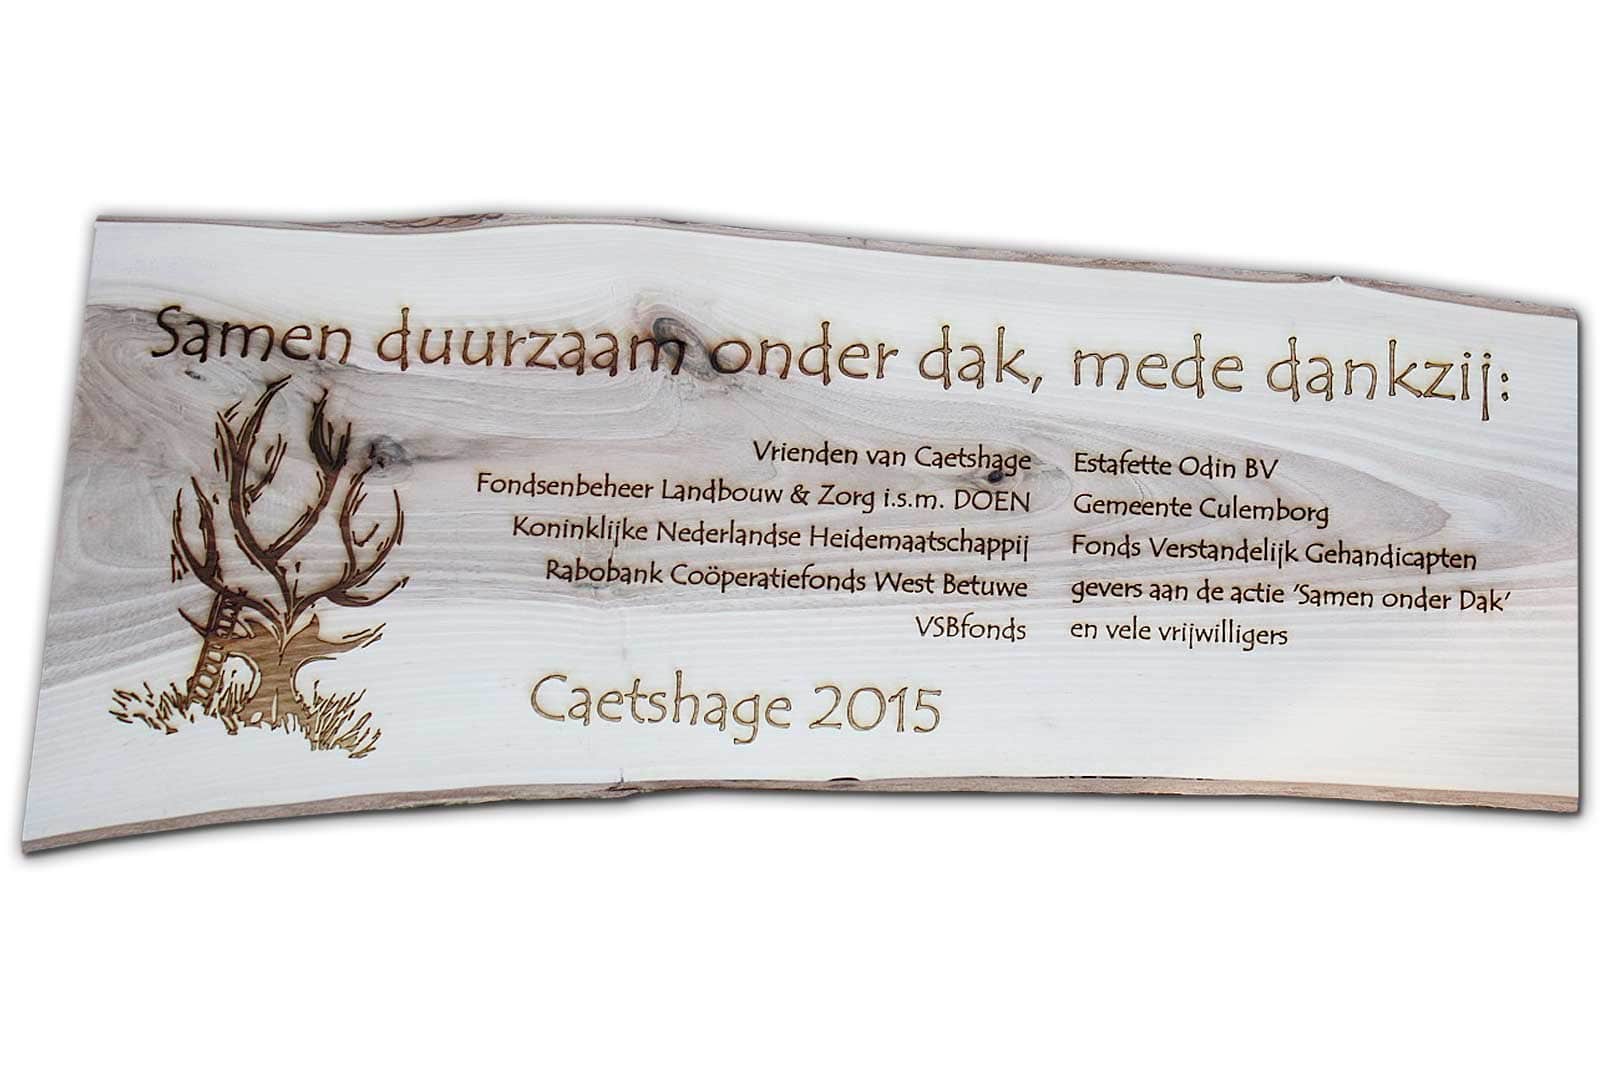 Samen duurzaam onder dak, mede dankzij:
Vrienden van Caetshage
Fondsenbeheer Landbouw & Zorg i.s.m. DOEN
Koninklijke Nederlandse Heidemaatschappij
Rabobank Coöperatiefonds West Betuwe
VSBfonds
Estafette Odin BV
Gemeente Culemborg
Fonds Verstandelijk Gehandicapten
gevers aan de actie 'Samen onder Dak'
en vele vrijwilligers
Caetshage 2015